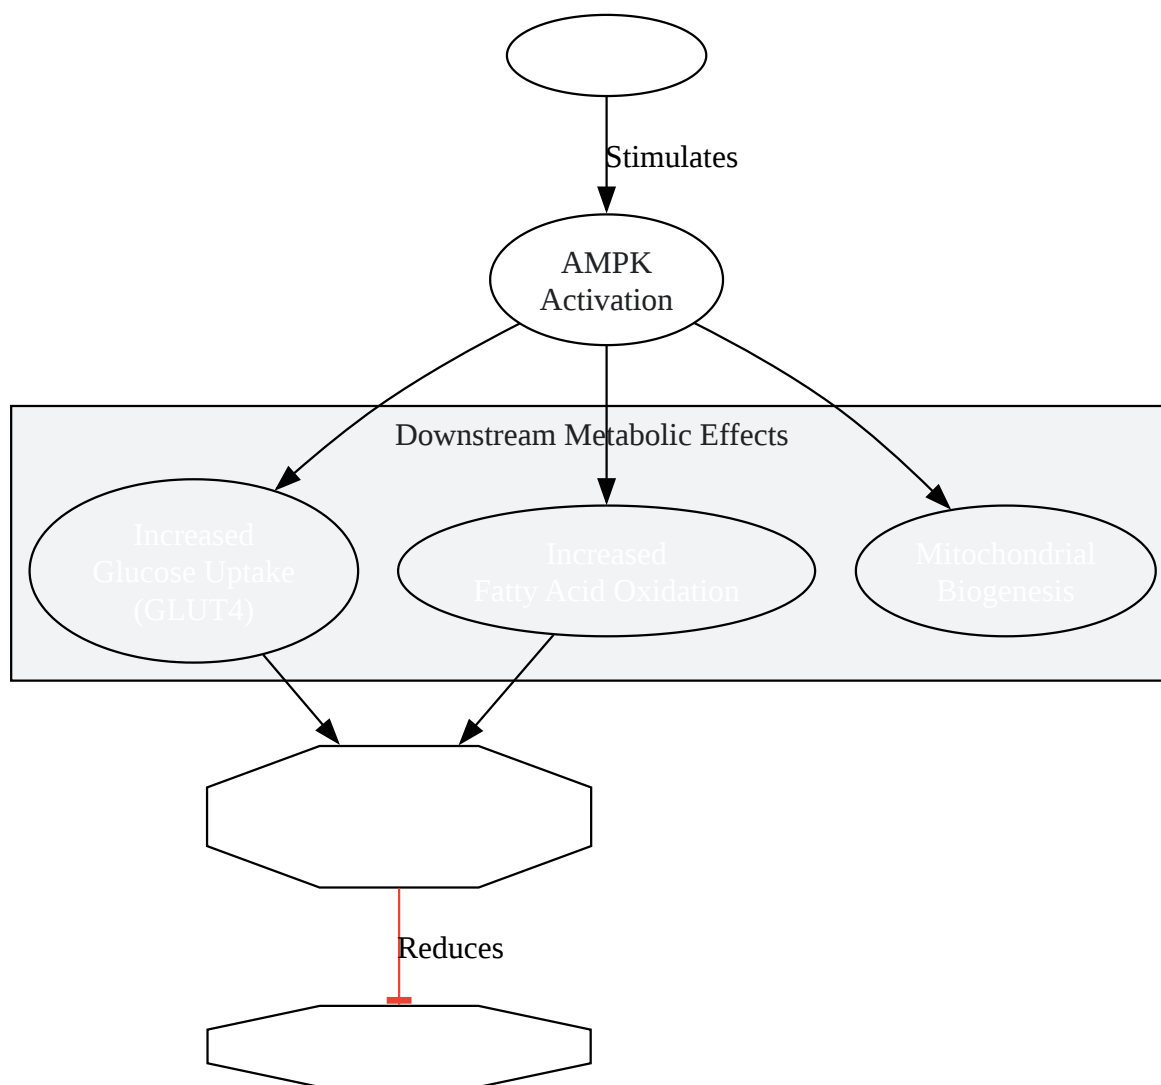 Stimulates
AMPK
Activation
Downstream Metabolic Effects
Increased
Glucose Uptake
(GLUT4)
Increased
Fatty Acid Oxidation
Mitochondrial
Biogenesis
Reduces